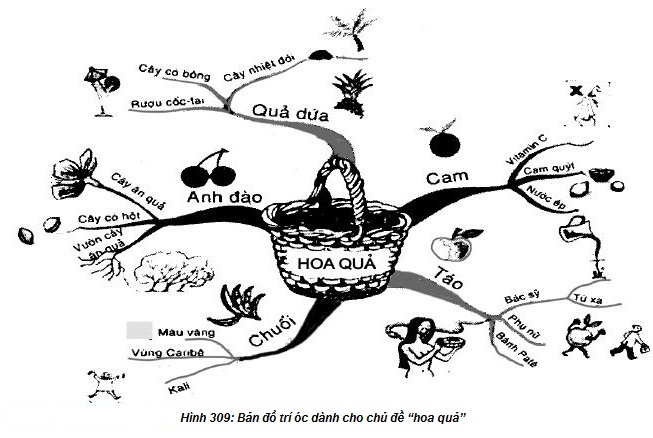 Cây có bông
Cây nhiệt đới
Rượu cốc-tai
Quả dứa
Cam
Vitamin C
Cam quýt
Nước ép
Anh đào
Cây ăn quả
Cây có hột
Vườn cây
ăn quả
HOA QUẢ
Táo
Bác sỹ
Từ xa
Phụ nữ
Bánh Patê
Chuối
Màu vàng
Vùng Caribê
Kali
Hình 309: Bản đồ trí óc dành cho chủ đề “hoa quả”